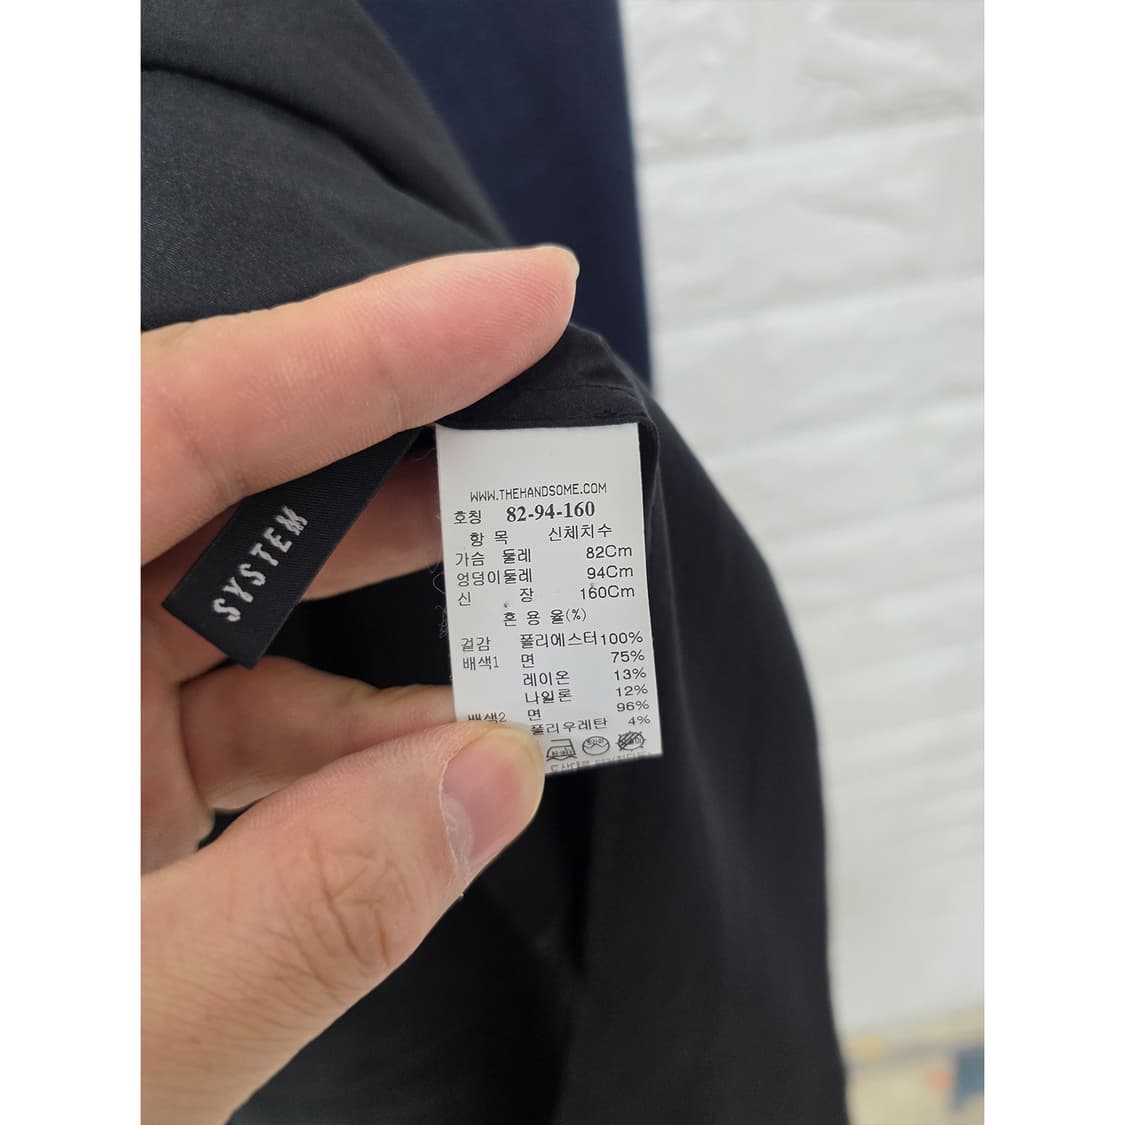 SYSTEM
WWW.THEHANDSOME.COM
호칭 82-94-160
항 목 신체치수
가슴 둘레 82Cm
엉덩이둘레 94Cm
신 장 160Cm
혼 용 율(%)
겉감 폴리에스터100%
배색1 면 75%
레이온 13%
나일론 12%
배색2 면 96%
폴리우레탄 4%